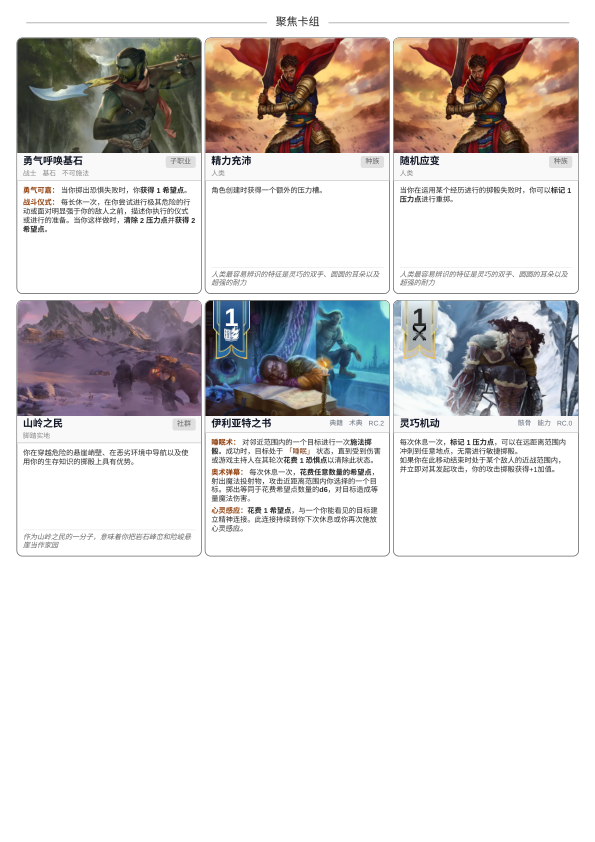 聚焦卡组
勇气呼唤基石
子职业
战士 基石 不可施法
勇气可嘉： 当你掷出恐惧失败时，你获得 1 希望点。
战斗仪式： 每长休一次，在你尝试进行极其危险的行
动或面对明显强于你的敌人之前，描述你执行的仪式
或进行的准备。当你这样做时，清除 2 压力点并获得 2
希望点。
精力充沛
种族
人类
角色创建时获得一个额外的压力槽。
人类最容易辨识的特征是灵巧的双手、圆圆的耳朵以及
超强的耐力
随机应变
种族
人类
当你在运用某个经历进行的掷骰失败时，你可以标记 1
压力点进行重掷。
人类最容易辨识的特征是灵巧的双手、圆圆的耳朵以及
超强的耐力
山岭之民
社群
脚踏实地
你在穿越危险的悬崖峭壁、在恶劣环境中导航以及使
用你的生存知识的掷骰上具有优势。
作为山岭之民的一分子，意味着你把岩石峰峦和险峻悬
崖当作家园
1
伊利亚特之书
典籍 术典 RC.2
睡眠术： 对邻近范围内的一个目标进行一次施法掷
骰。成功时，目标处于 「睡眠」 状态，直到受到伤害
或游戏主持人在其轮次花费 1 恐惧点以清除此状态。
奥术弹幕： 每次休息一次，花费任意数量的希望点，
射出魔法投射物，攻击近距离范围内你选择的一个目
标。掷出等同于花费希望点数量的d6，对目标造成等
量魔法伤害。
心灵感应：花费 1 希望点，与一个你能看见的目标建
立精神连接。此连接持续到你下次休息或你再次施放
心灵感应。
1
灵巧机动
骸骨 能力 RC.0
每次休息一次，标记 1 压力点，可以在远距离范围内
冲刺到任意地点，无需进行敏捷掷骰。
如果你在此移动结束时处于某个敌人的近战范围内，
并立即对其发起攻击，你的攻击掷骰获得+1加值。